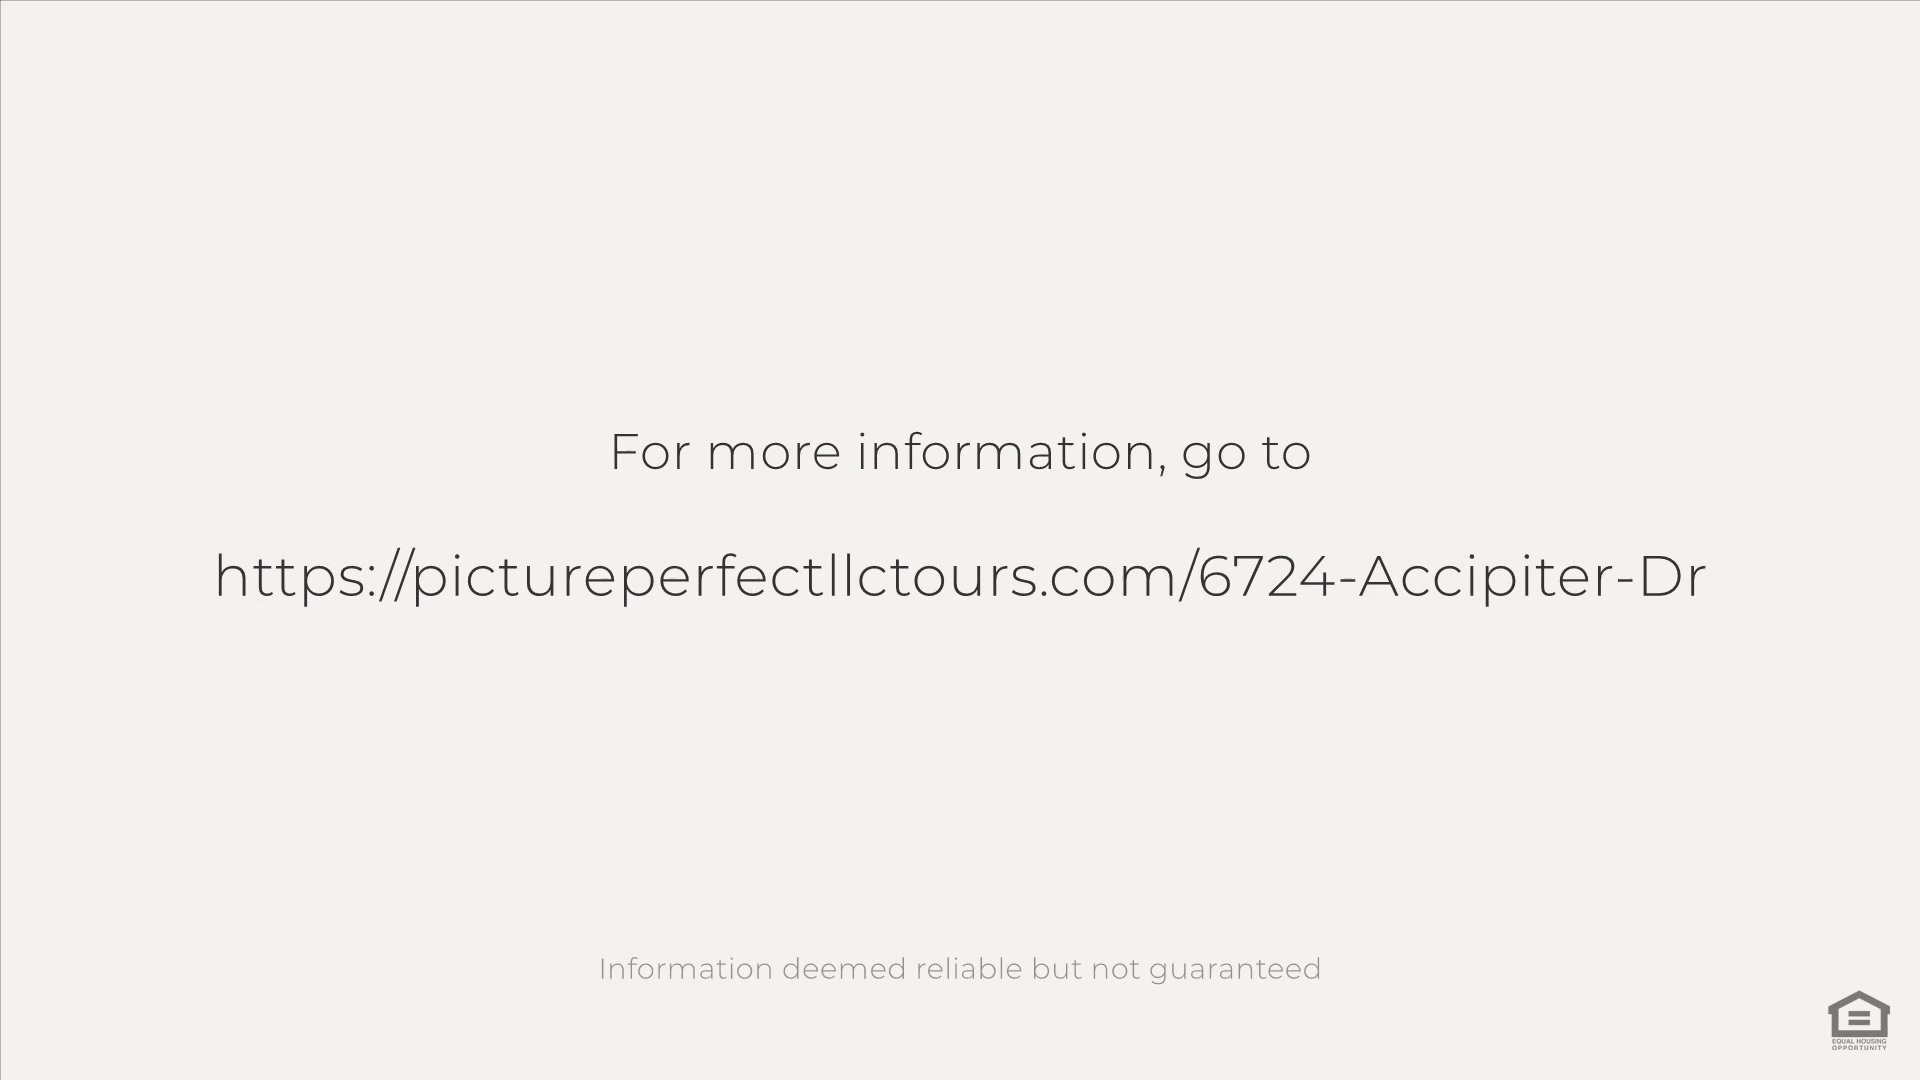 For more information, go to
https://pictureperfectllctours.com/6724-Accipiter-Dr
Information deemed reliable but not guaranteed
EQUAL HOUSING
OPPORTUNITY